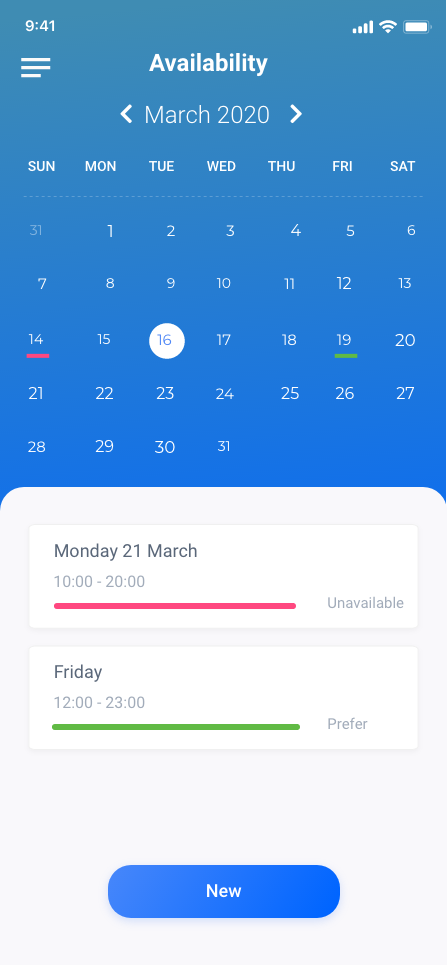 9:41
Availability
March 2020
SUN MON TUE WED THU FRI SAT
31 1 2 3 4 5 6
7 8 9 10 11 12 13
14 15 16 17 18 19 20
21 22 23 24 25 26 27
28 29 30 31
Monday 21 March
10:00 - 20:00
Unavailable
Friday
12:00 - 23:00
Prefer
New